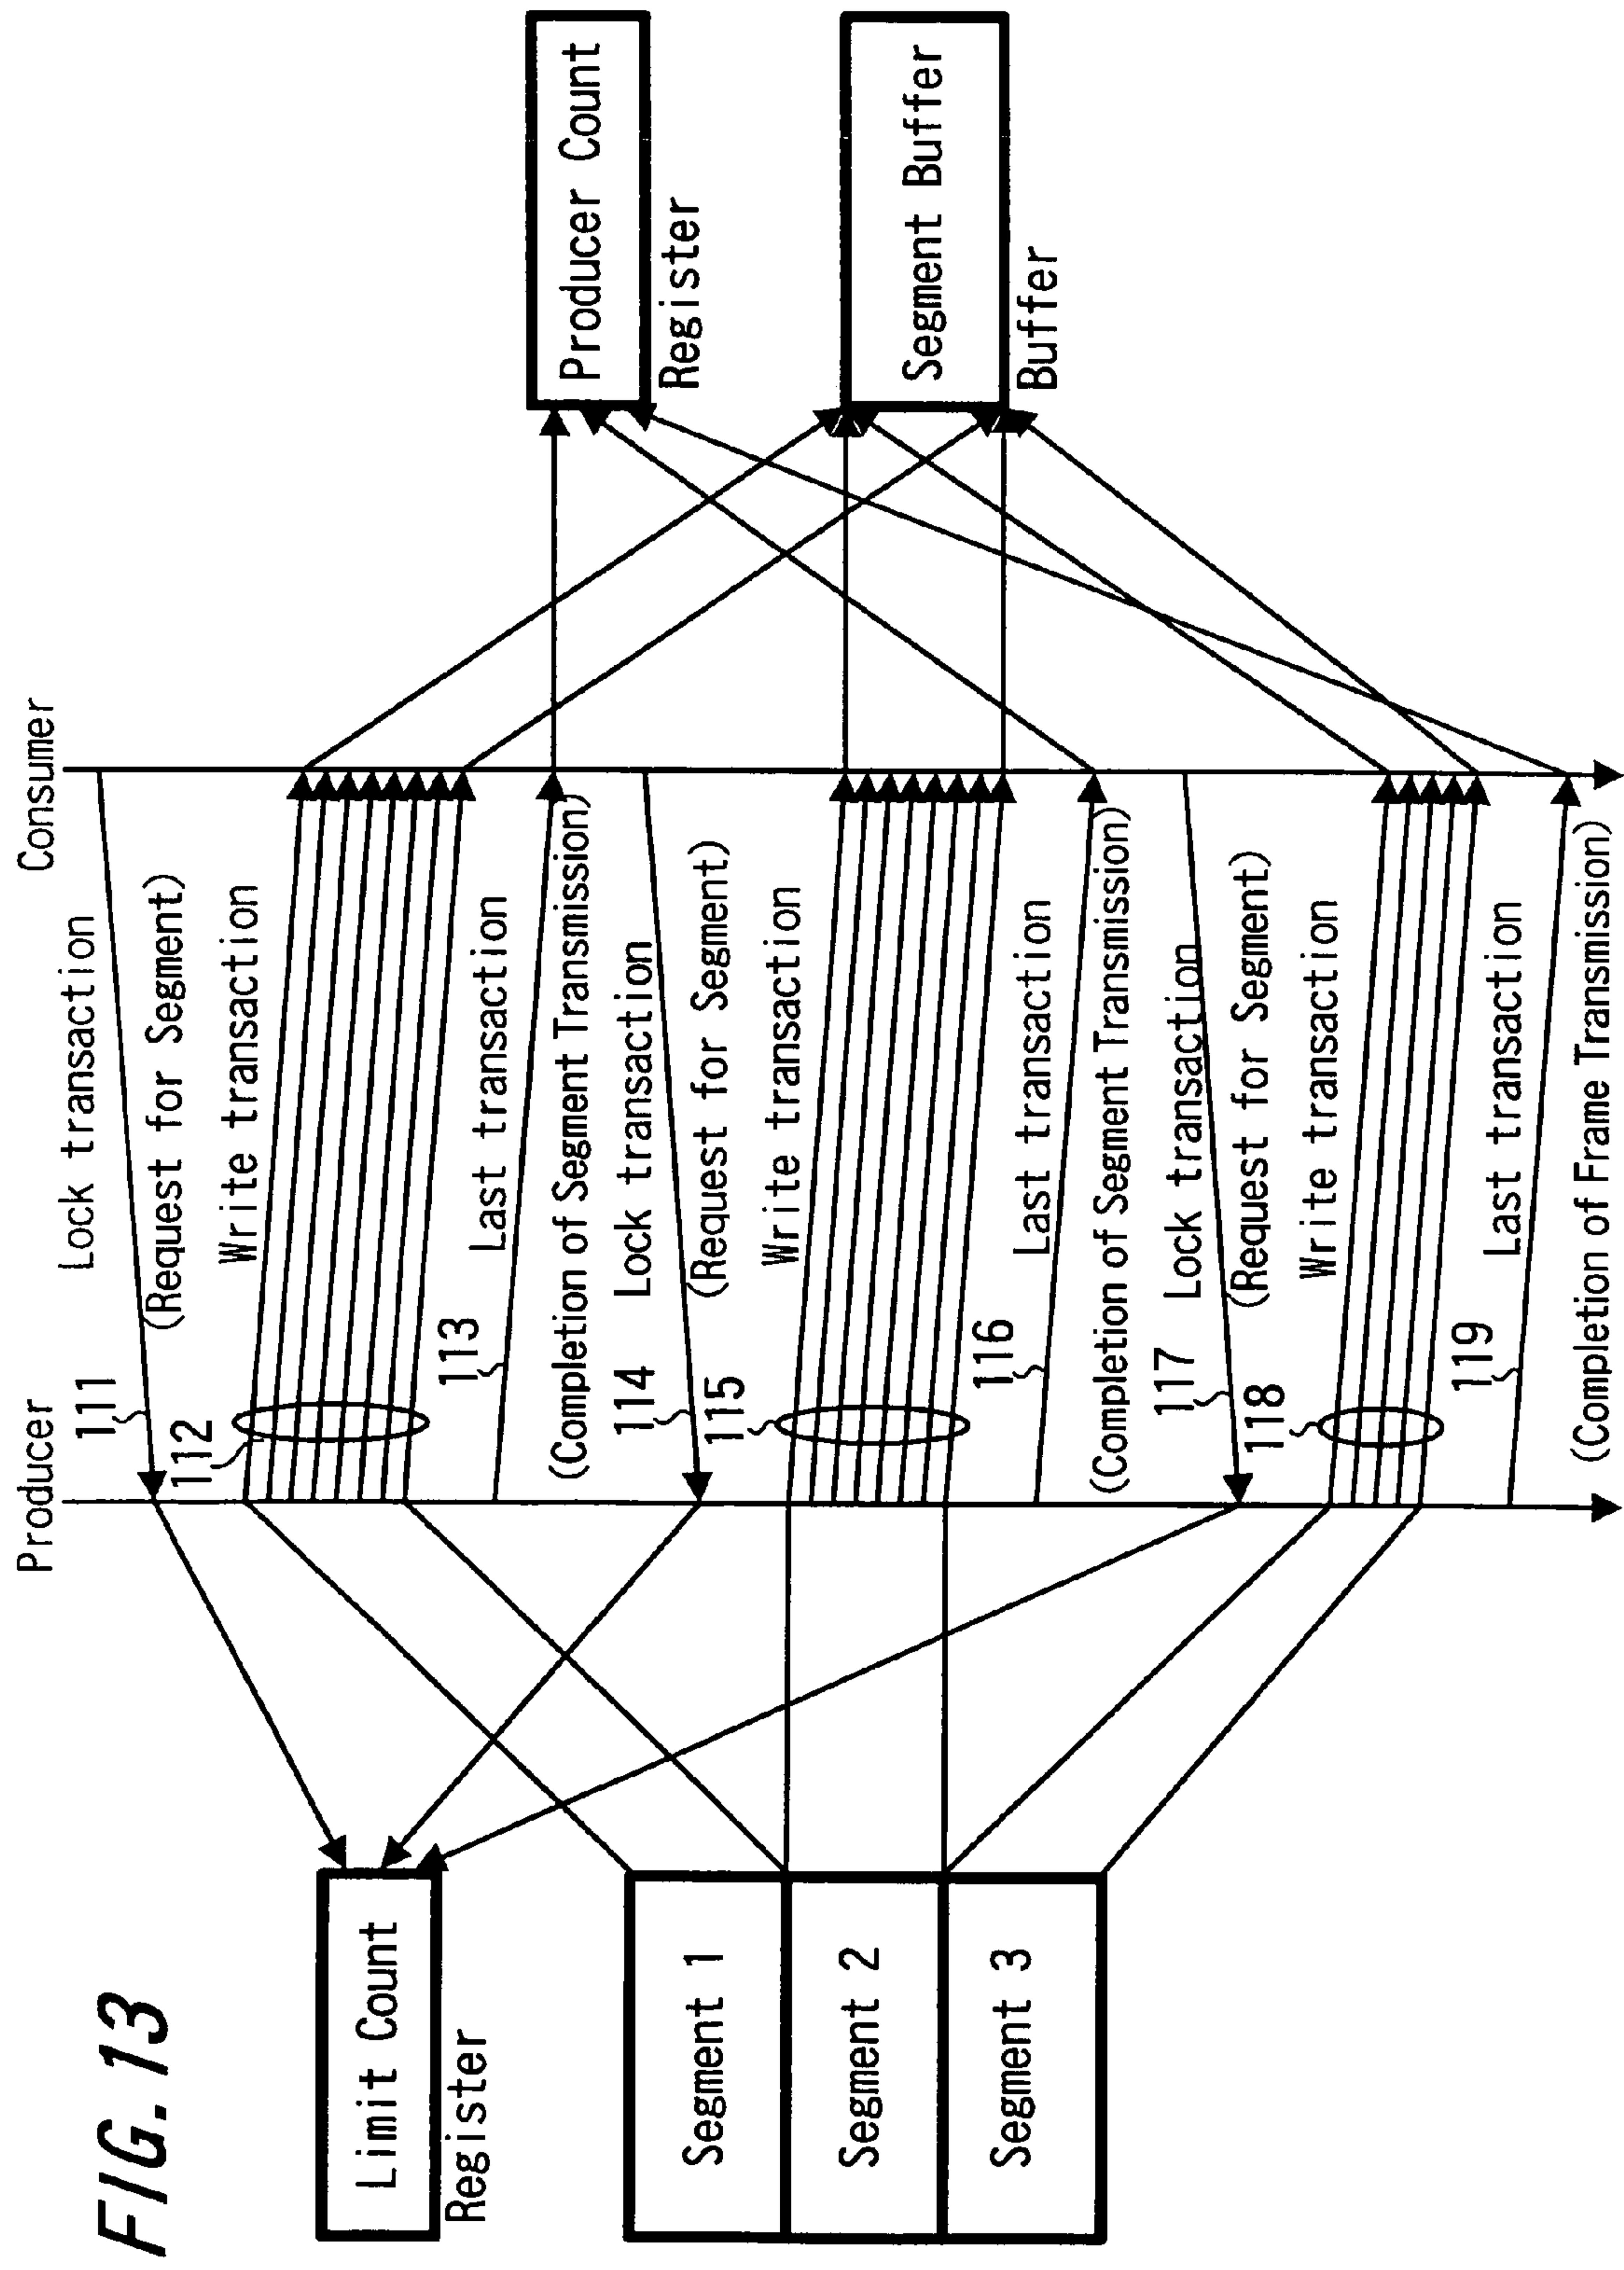 FIG. 13
Producer
Consumer
Limit Count
Register
Segment 1
Segment 2
Segment 3
111
Lock transaction
(Request for Segment)
112
Write transaction
113
Last transaction
(Completion of Segment Transmission)
114
Lock transaction
(Request for Segment)
115
Write transaction
116
Last transaction
(Completion of Segment Transmission)
117
Lock transaction
(Request for Segment)
118
Write transaction
119
Last transaction
(Completion of Frame Transmission)
Producer Count
Register
Segment Buffer
Buffer